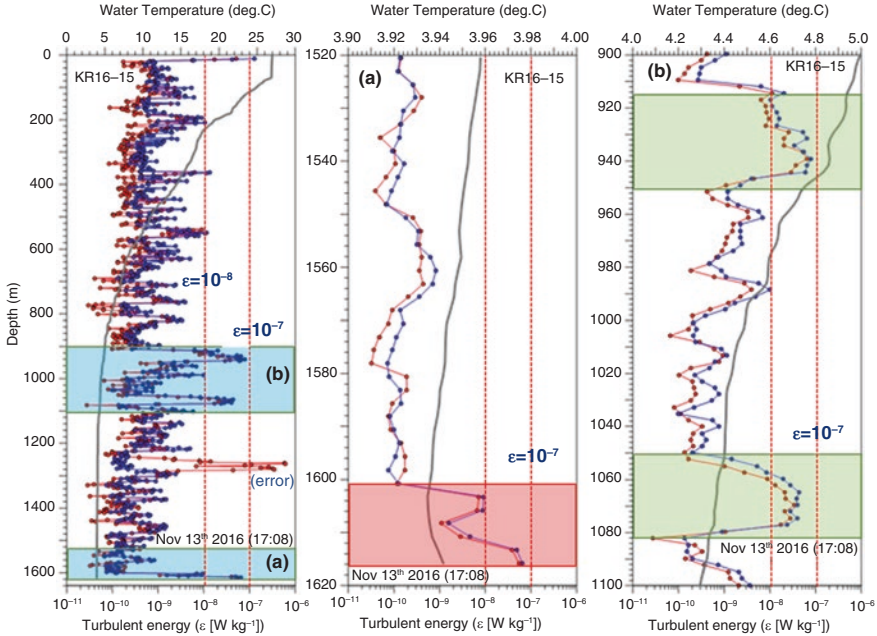 Water Temperature (deg.C)
0 5 10 15 20 25 30
Depth (m)
0
200
400
600
800
1000
1200
1400
1600
KR16–15
ε=10⁻⁸
ε=10⁻⁷
(b)
(error)
Nov 13th 2016 (17:08)
(a)
10⁻¹¹ 10⁻¹⁰ 10⁻⁹ 10⁻⁸ 10⁻⁷ 10⁻⁶
Turbulent energy (ε [W kg⁻¹])
Water Temperature (deg.C)
3.90 3.92 3.94 3.96 3.98 4.00
1520
1540
1560
1580
1600
1620
(a)
KR16–15
ε=10⁻⁷
Nov 13th 2016 (17:08)
10⁻¹¹ 10⁻¹⁰ 10⁻⁹ 10⁻⁸ 10⁻⁷ 10⁻⁶
Turbulent energy (ε [W kg⁻¹])
Water Temperature (deg.C)
4.0 4.2 4.4 4.6 4.8 5.0
900
920
940
960
980
1000
1020
1040
1060
1080
1100
KR16–15
(b)
ε=10⁻⁷
Nov 13th 2016 (17:08)
10⁻¹¹ 10⁻¹⁰ 10⁻⁹ 10⁻⁸ 10⁻⁷ 10⁻⁶
Turbulent energy (ε [W kg⁻¹])